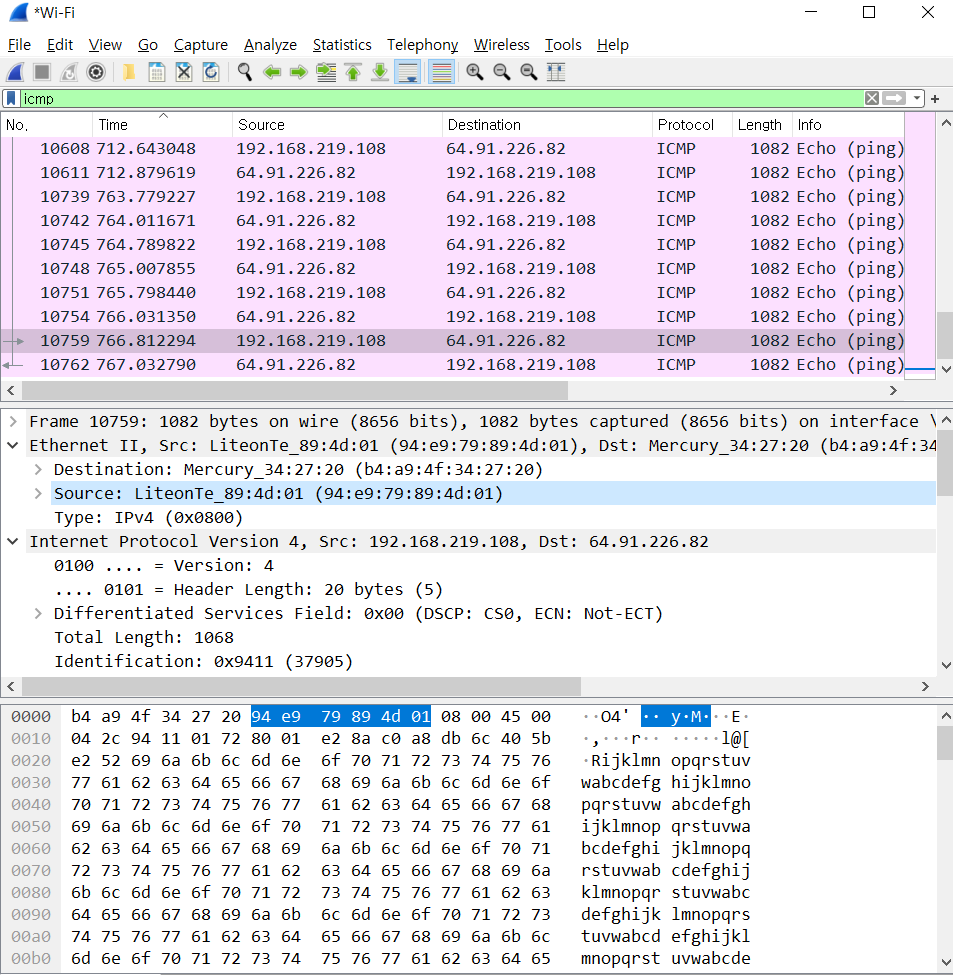 *Wi-Fi
File Edit View Go Capture Analyze Statistics Telephony Wireless Tools Help
icmp
No. Time Source Destination Protocol Length Info
10608 712.643048 192.168.219.108 64.91.226.82 ICMP 1082 Echo (ping)
10611 712.879619 64.91.226.82 192.168.219.108 ICMP 1082 Echo (ping)
10739 763.779227 192.168.219.108 64.91.226.82 ICMP 1082 Echo (ping)
10742 764.011671 64.91.226.82 192.168.219.108 ICMP 1082 Echo (ping)
10745 764.789822 192.168.219.108 64.91.226.82 ICMP 1082 Echo (ping)
10748 765.007855 64.91.226.82 192.168.219.108 ICMP 1082 Echo (ping)
10751 765.798440 192.168.219.108 64.91.226.82 ICMP 1082 Echo (ping)
10754 766.031350 64.91.226.82 192.168.219.108 ICMP 1082 Echo (ping)
10759 766.812294 192.168.219.108 64.91.226.82 ICMP 1082 Echo (ping)
10762 767.032790 64.91.226.82 192.168.219.108 ICMP 1082 Echo (ping)
Frame 10759: 1082 bytes on wire (8656 bits), 1082 bytes captured (8656 bits) on interface \
Ethernet II, Src: LiteonTe_89:4d:01 (94:e9:79:89:4d:01), Dst: Mercury_34:27:20 (b4:a9:4f:34
Destination: Mercury_34:27:20 (b4:a9:4f:34:27:20)
Source: LiteonTe_89:4d:01 (94:e9:79:89:4d:01)
Type: IPv4 (0x0800)
Internet Protocol Version 4, Src: 192.168.219.108, Dst: 64.91.226.82
0100 .... = Version: 4
.... 0101 = Header Length: 20 bytes (5)
Differentiated Services Field: 0x00 (DSCP: CS0, ECN: Not-ECT)
Total Length: 1068
Identification: 0x9411 (37905)
0000 b4 a9 4f 34 27 20 94 e9 79 89 4d 01 08 00 45 00 ··O4' ·· y·M···E·
0010 04 2c 94 11 01 72 80 01 e2 8a c0 a8 db 6c 40 5b ·,···r·· ·····l@[
0020 e2 52 69 6a 6b 6c 6d 6e 6f 70 71 72 73 74 75 76 ·Rijklmn opqrstuv
0030 77 61 62 63 64 65 66 67 68 69 6a 6b 6c 6d 6e 6f wabcdefg hijklmno
0040 70 71 72 73 74 75 76 77 61 62 63 64 65 66 67 68 pqrstuvw abcdefgh
0050 69 6a 6b 6c 6d 6e 6f 70 71 72 73 74 75 76 77 61 ijklmnop qrstuvwa
0060 62 63 64 65 66 67 68 69 6a 6b 6c 6d 6e 6f 70 71 bcdefghi jklmnopq
0070 72 73 74 75 76 77 61 62 63 64 65 66 67 68 69 6a rstuvwab cdefghij
0080 6b 6c 6d 6e 6f 70 71 72 73 74 75 76 77 61 62 63 klmnopqr stuvwabc
0090 64 65 66 67 68 69 6a 6b 6c 6d 6e 6f 70 71 72 73 defghijk lmnopqrs
00a0 74 75 76 77 61 62 63 64 65 66 67 68 69 6a 6b 6c tuvwabcd efghijkl
00b0 6d 6e 6f 70 71 72 73 74 75 76 77 61 62 63 64 65 mnopqrst uvwabcde